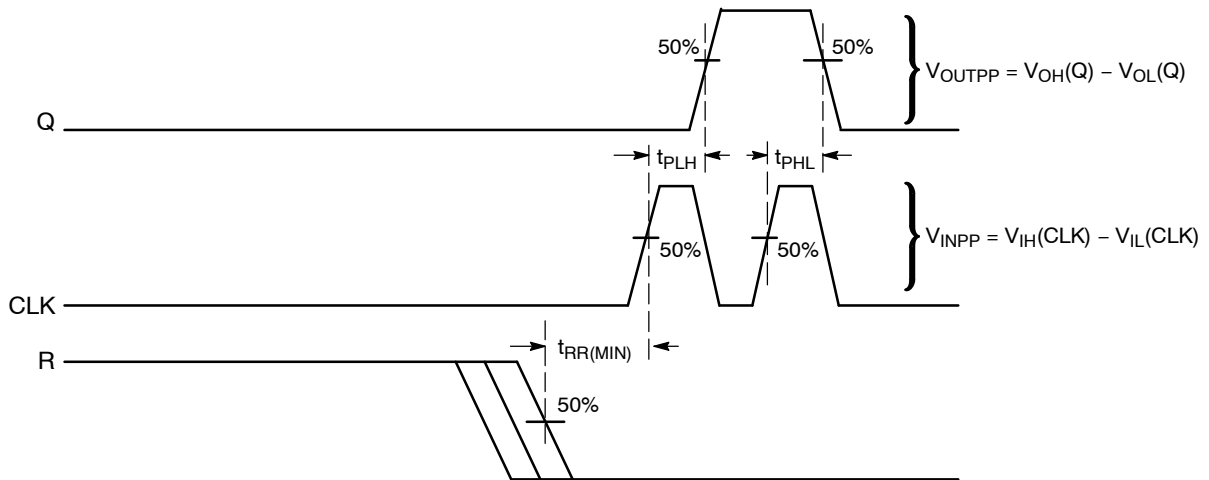 50%
50%
V_OUTPP = V_OH(Q) − V_OL(Q)
Q
t_PLH
t_PHL
50%
50%
V_INPP = V_IH(CLK) − V_IL(CLK)
CLK
R
t_RR(MIN)
50%